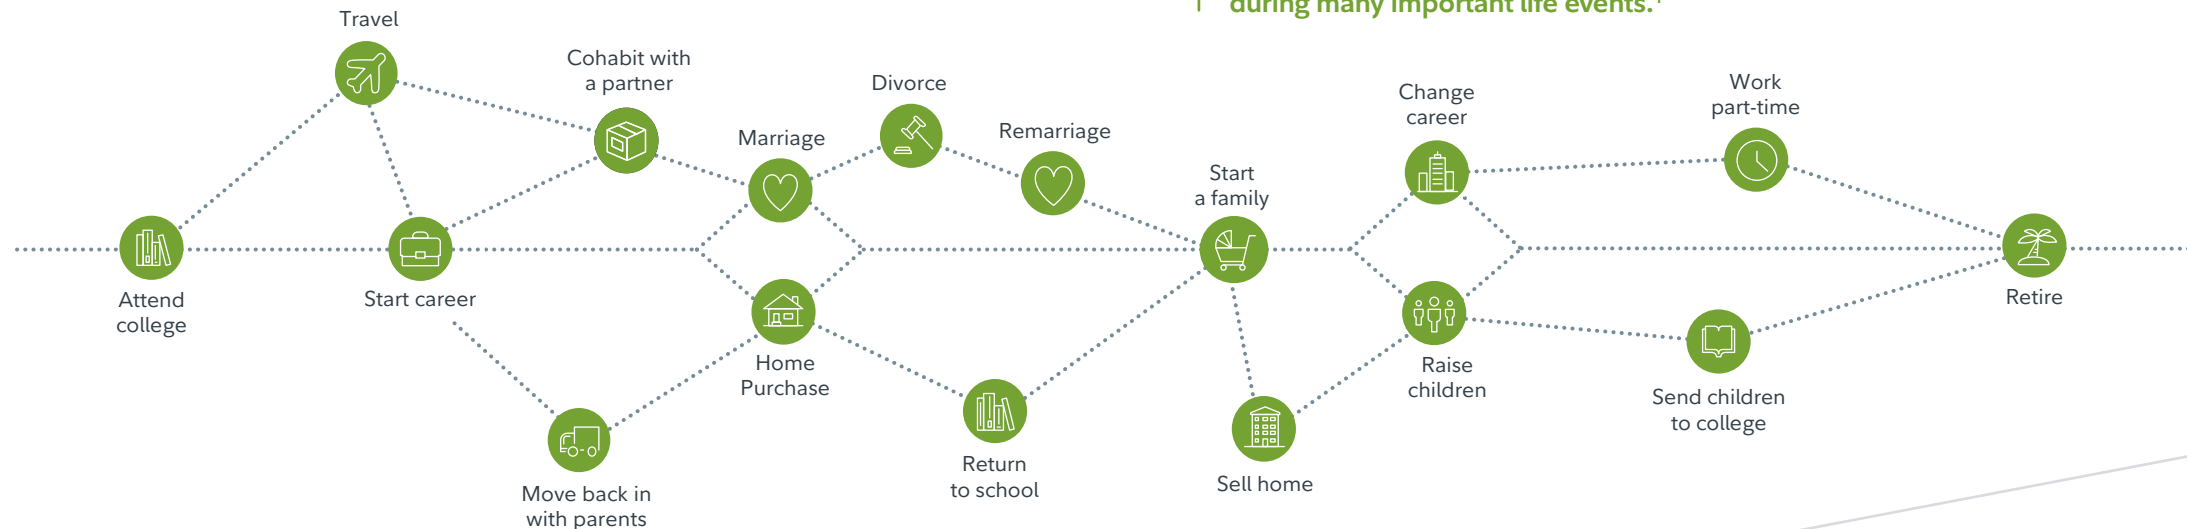 during many important life events.¹
Travel
Cohabit with
a partner
Divorce
Marriage
Remarriage
Start
a family
Change
career
Work
part-time
Attend
college
Start career
Home
Purchase
Move back in
with parents
Return
to school
Sell home
Raise
children
Send children
to college
Retire